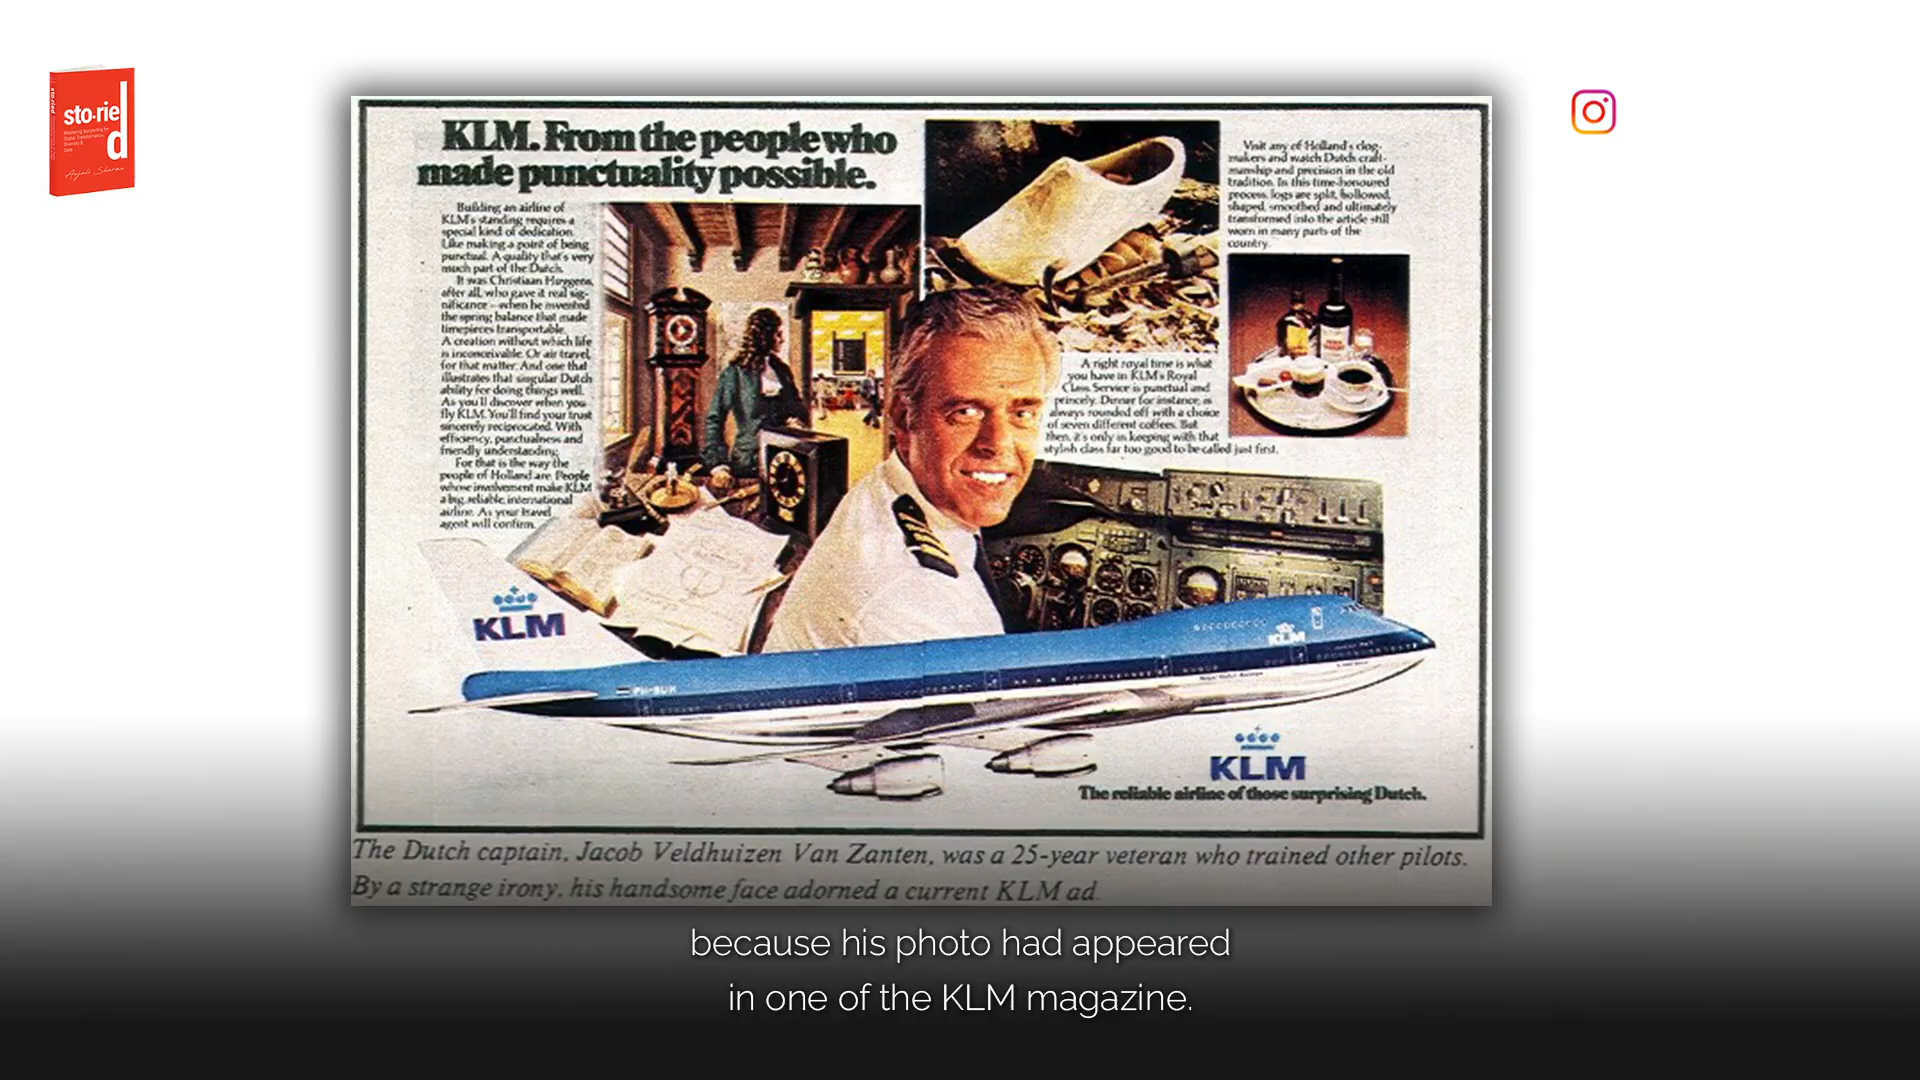 sto·rie
d
Mastering Storytelling for
Digital Transformation,
Diversity &
Data
Anjali Sharma
KLM. From the people who
made punctuality possible.
Building an airline of
KLM's standing requires a
special kind of dedication.
Like making a point of being
punctual. A quality that's very
much part of the Dutch.
It was Christiaan Huygens,
after all, who gave it real sig-
nificance – when he invented
the spring balance that made
timepieces transportable.
A creation without which life
is inconceivable. Or air travel,
for that matter. And one that
illustrates that singular Dutch
ability for doing things well.
As you'll discover when you
fly KLM. You'll find your trust
sincerely reciprocated. With
efficiency, punctualness and
friendly understanding.
For that is the way the
people of Holland are. People
whose involvement make KLM
a big, reliable, international
airline. As your travel
agent will confirm.
Visit any of Holland's clog-
makers and watch Dutch craft-
manship and precision in the old
tradition. In this time-honoured
process, logs are split, hollowed,
shaped, smoothed and ultimately
transformed into the article still
worn in many parts of the
country.
A right royal time is what
you have in KLM's Royal
Class Service is punctual and
princely. Dinner for instance, is
always rounded off with a choice
of seven different coffees. But
then, it's only in keeping with that
stylish class far too good to be called just first.
KLM
KLM
PH-BUH
KLM
The reliable airline of those surprising Dutch.
The Dutch captain, Jacob Veldhuizen Van Zanten, was a 25-year veteran who trained other pilots.
By a strange irony, his handsome face adorned a current KLM ad.
because his photo had appeared
in one of the KLM magazine.